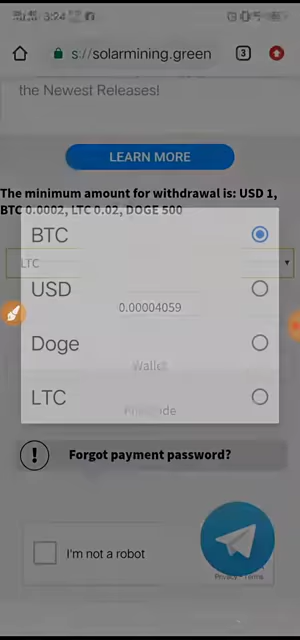 3:24
s://solarmining.green
3
the Newest Releases!
LEARN MORE
The minimum amount for withdrawal is: USD 1,
BTC 0.0002, LTC 0.02, DOGE 500
BTC
LTC
USD
0.00004059
Doge
Wallet
LTC
Forgot payment password?
I'm not a robot
Privacy - Terms